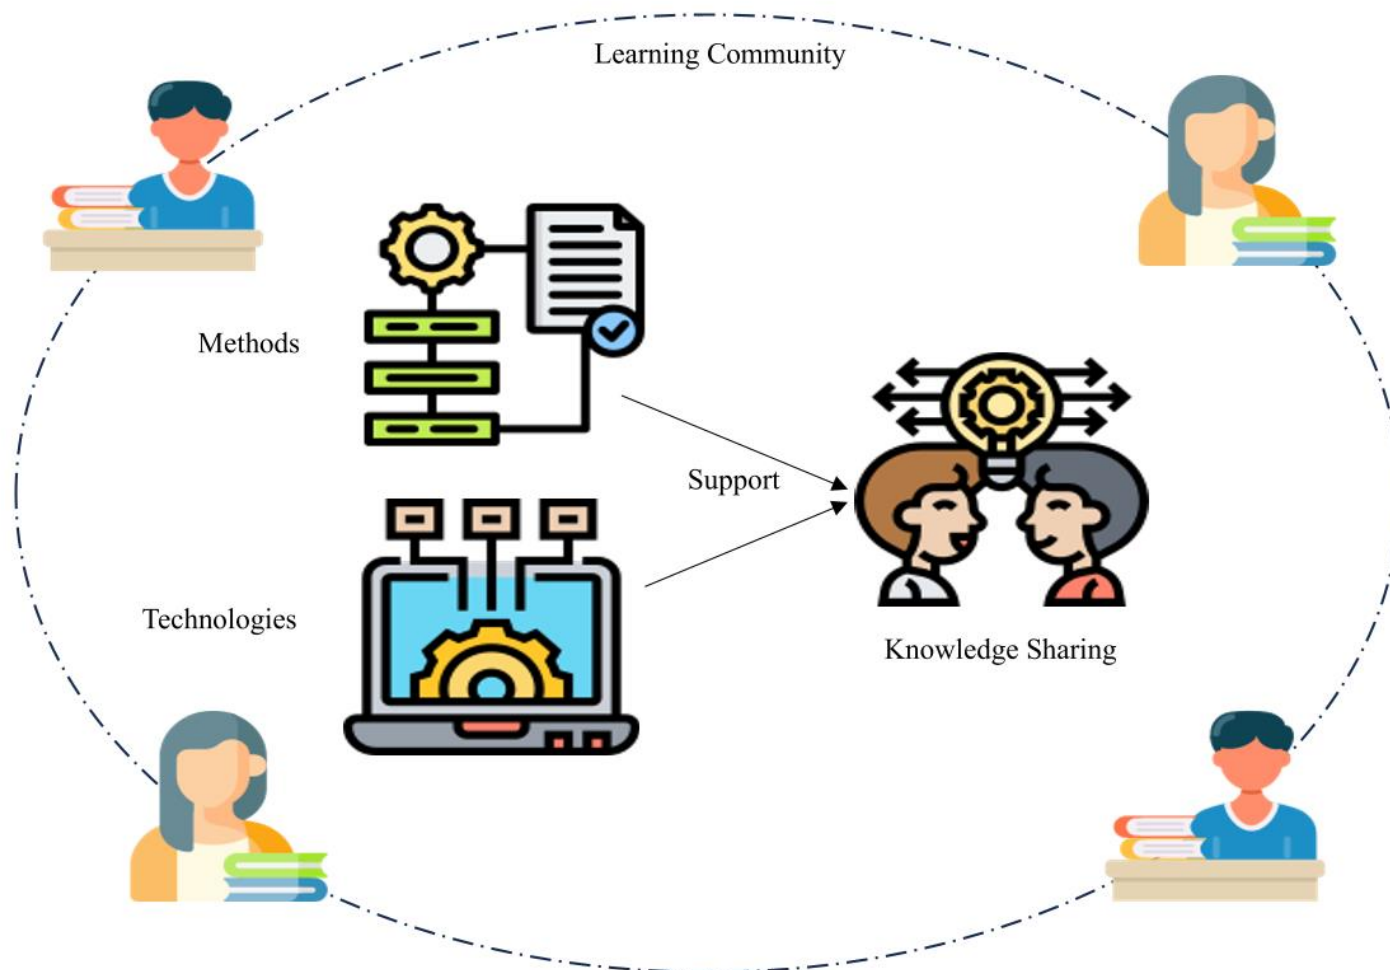 Learning Community
Methods
Support
Technologies
Knowledge Sharing